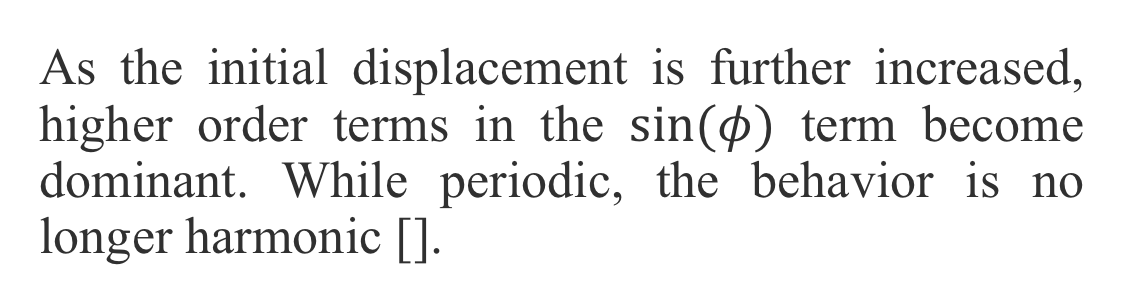 As the initial displacement is further increased,
higher order terms in the sin(ϕ) term become
dominant. While periodic, the behavior is no
longer harmonic [].